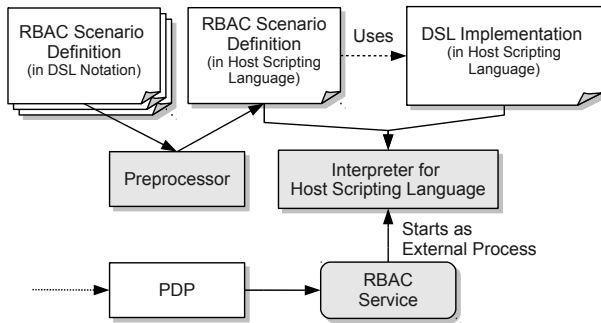 RBAC Scenario
Definition
(in DSL Notation)
RBAC Scenario
Definition
(in Host Scripting
Language)
Uses
DSL Implementation
(in Host Scripting
Language)
Preprocessor
Interpreter for
Host Scripting Language
Starts as
External Process
PDP
RBAC
Service